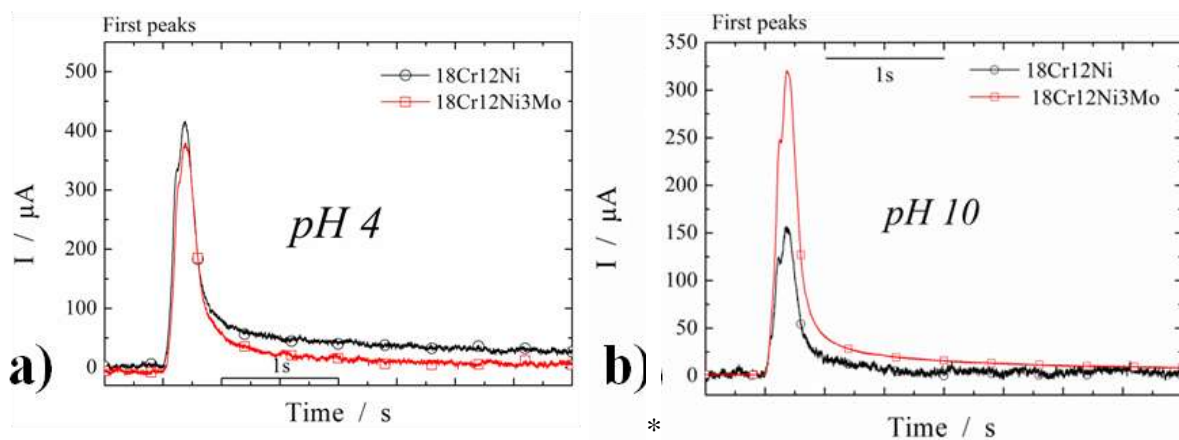 First peaks
500
400
300
200
100
0
I / µA
18Cr12Ni
18Cr12Ni3Mo
pH 4
a)
1s
Time / s
First peaks
350
300
250
200
150
100
50
0
I / µA
1s
18Cr12Ni
18Cr12Ni3Mo
pH 10
b)
*
Time / s